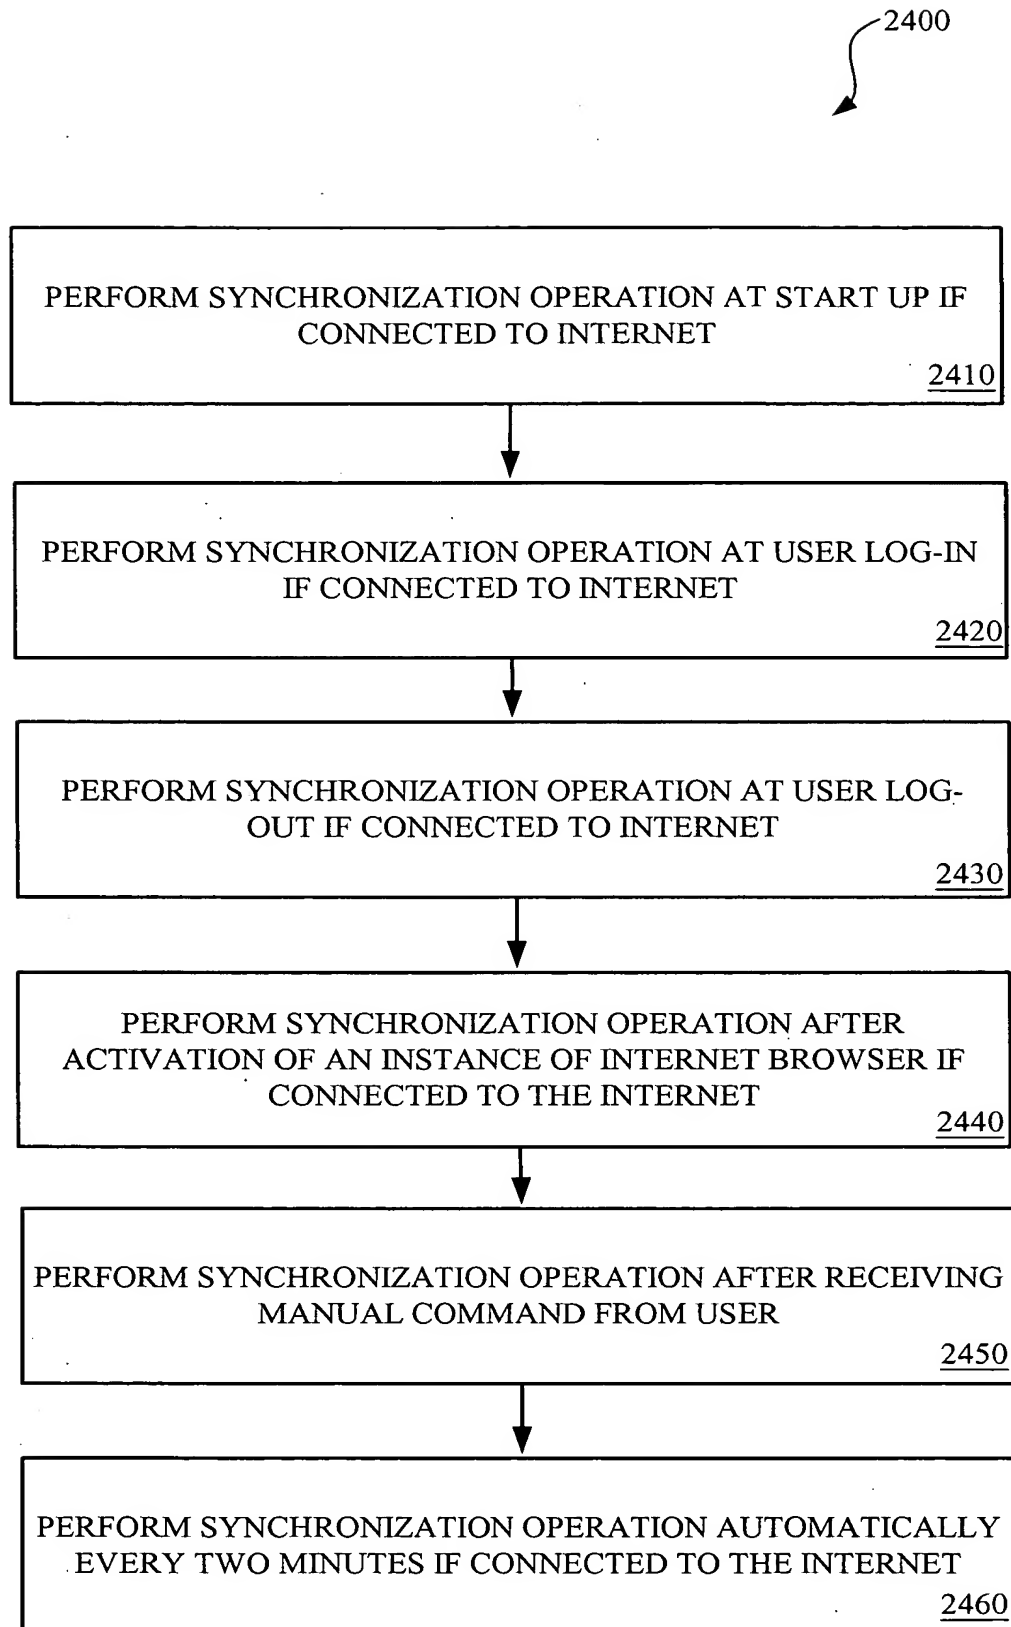 2400
PERFORM SYNCHRONIZATION OPERATION AT START UP IF
CONNECTED TO INTERNET
2410
PERFORM SYNCHRONIZATION OPERATION AT USER LOG-IN
IF CONNECTED TO INTERNET
2420
PERFORM SYNCHRONIZATION OPERATION AT USER LOG-
OUT IF CONNECTED TO INTERNET
2430
PERFORM SYNCHRONIZATION OPERATION AFTER
ACTIVATION OF AN INSTANCE OF INTERNET BROWSER IF
CONNECTED TO THE INTERNET
2440
PERFORM SYNCHRONIZATION OPERATION AFTER RECEIVING
MANUAL COMMAND FROM USER
2450
PERFORM SYNCHRONIZATION OPERATION AUTOMATICALLY
EVERY TWO MINUTES IF CONNECTED TO THE INTERNET
2460